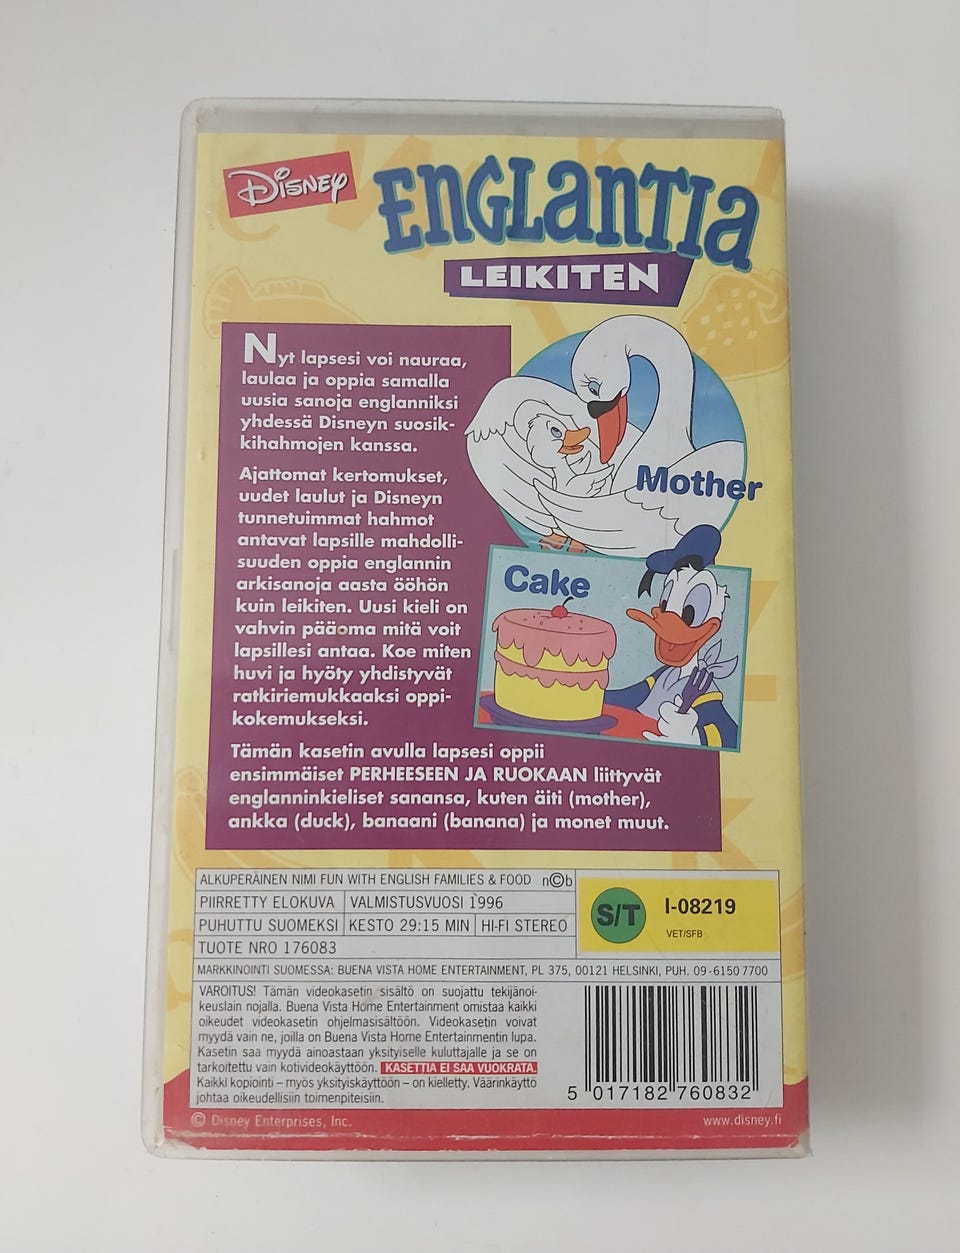 Disney
ENGLANTIA
LEIKITEN
Nyt lapsesi voi nauraa,
laulaa ja oppia samalla
uusia sanoja englanniksi
yhdessä Disneyn suosik-
kihahmojen kanssa.
Ajattomat kertomukset,
uudet laulut ja Disneyn
tunnetuimmat hahmot
antavat lapsille mahdolli-
suuden oppia englannin
arkisanoja aasta ööhön
kuin leikiten. Uusi kieli on
vahvin pääoma mitä voit
lapsillesi antaa. Koe miten
huvi ja hyöty yhdistyvät
ratkiriemukkaaksi oppi-
kokemukseksi.
Mother
Cake
Tämän kasetin avulla lapsesi oppii
ensimmäiset PERHEESEEN JA RUOKAAN liittyvät
englanninkieliset sanansa, kuten äiti (mother),
ankka (duck), banaani (banana) ja monet muut.
ALKUPERÄINEN NIMI FUN WITH ENGLISH FAMILIES & FOOD n©b
PIIRRETTY ELOKUVA VALMISTUSVUOSI 1996
PUHUTTU SUOMEKSI KESTO 29:15 MIN HI-FI STEREO
TUOTE NRO 176083
S/T I-08219
VET/SFB
MARKKINOINTI SUOMESSA: BUENA VISTA HOME ENTERTAINMENT, PL 375, 00121 HELSINKI, PUH. 09-6150 7700
VAROITUS! Tämän videokasetin sisältö on suojattu tekijänoi-
keuslain nojalla. Buena Vista Home Entertainment omistaa kaikki
oikeudet videokasetin ohjelmasisältöön. Videokasetin voivat
myydä vain ne, joilla on Buena Vista Home Entertainmentin lupa.
Kasetin saa myydä ainoastaan yksityiselle kuluttajalle ja se on
tarkoitettu vain kotivideokäyttöön. KASETTIA EI SAA VUOKRATA.
Kaikki kopiointi – myös yksityiskäyttöön – on kielletty. Väärinkäyttö
johtaa oikeudellisiin toimenpiteisiin.
5 017182 760832
© Disney Enterprises, Inc.
www.disney.fi